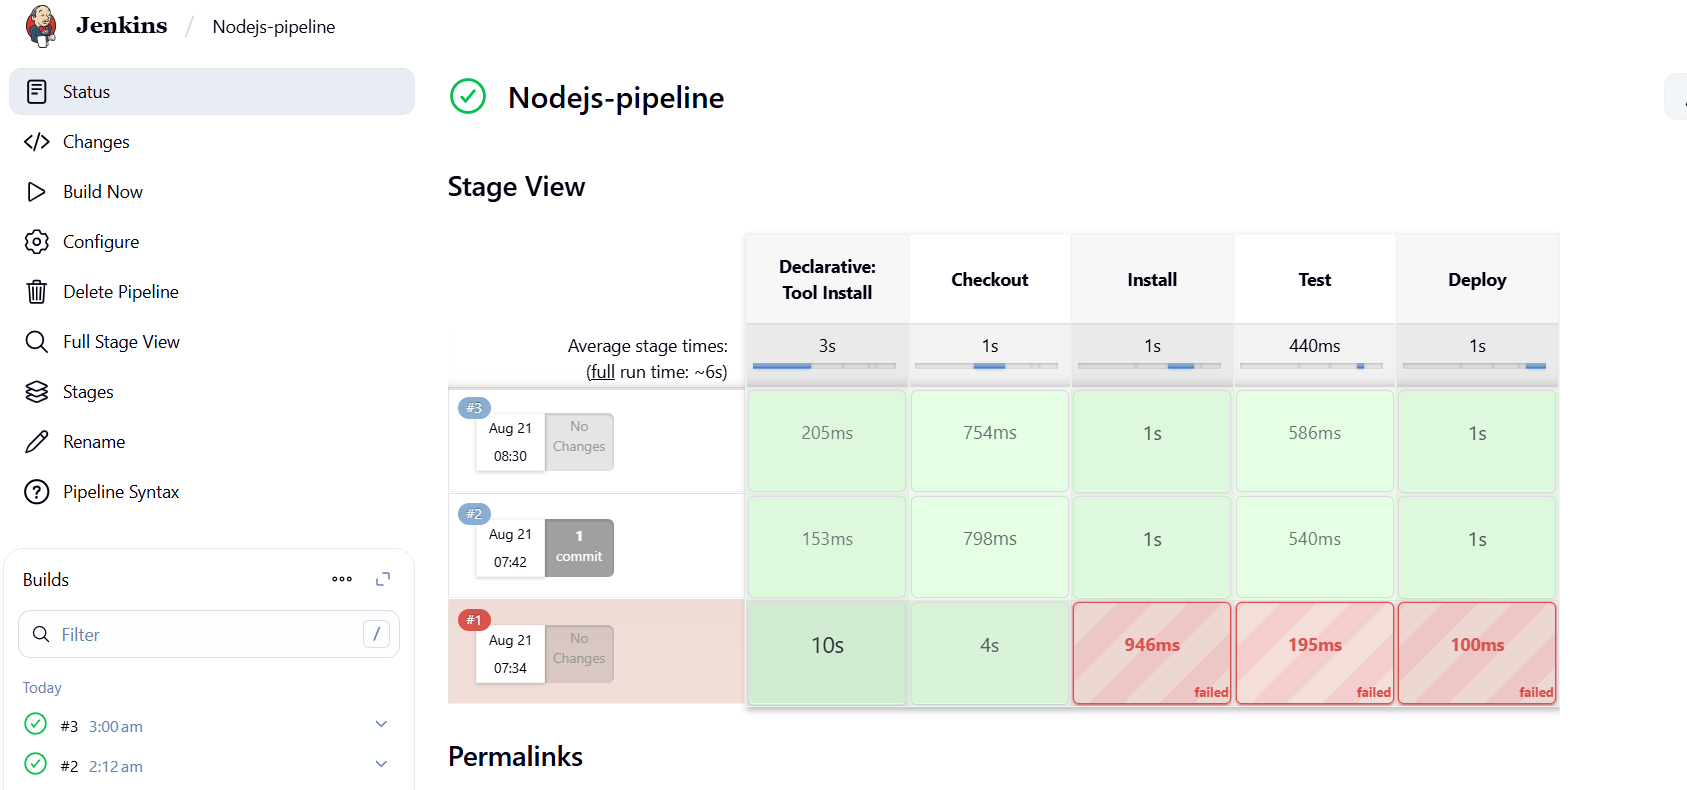 Jenkins / Nodejs-pipeline
Status
Changes
Build Now
Configure
Delete Pipeline
Full Stage View
Stages
Rename
Pipeline Syntax
Builds
Filter /
Today
#3 3:00 am
#2 2:12 am
Nodejs-pipeline
Stage View
Declarative: Tool Install Checkout Install Test Deploy
Average stage times: 3s 1s 1s 440ms 1s
(full run time: ~6s)
#3
Aug 21 No
08:30 Changes
205ms 754ms 1s 586ms 1s
#2
Aug 21 1
07:42 commit
153ms 798ms 1s 540ms 1s
#1
Aug 21 No
07:34 Changes
10s 4s 946ms 195ms 100ms
failed failed failed
Permalinks